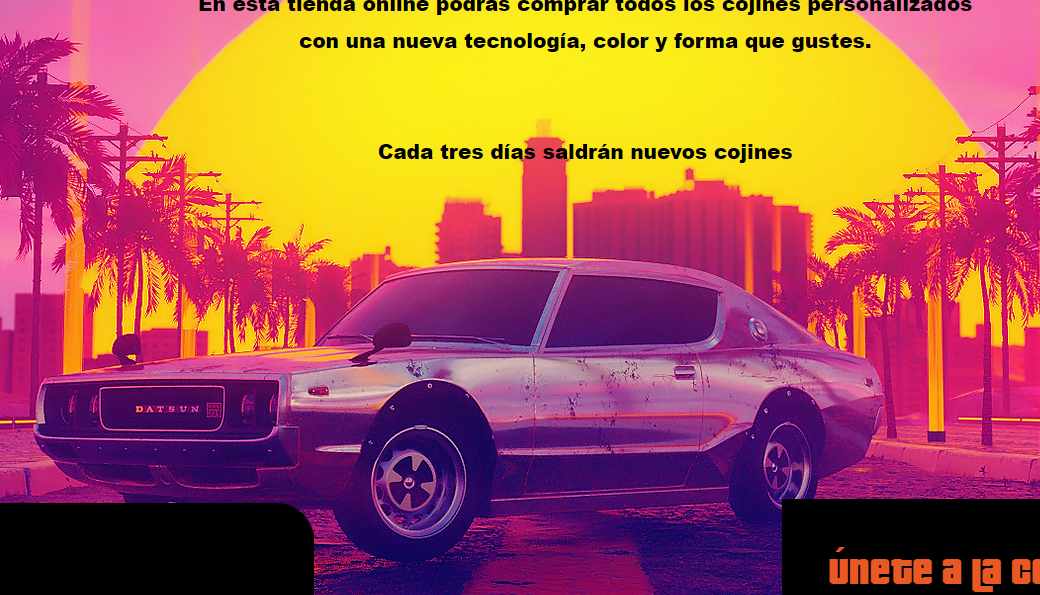 En esta tienda online podrás comprar todos los cojines personalizados
con una nueva tecnología, color y forma que gustes.
Cada tres días saldrán nuevos cojines
DATSUN
únete a la